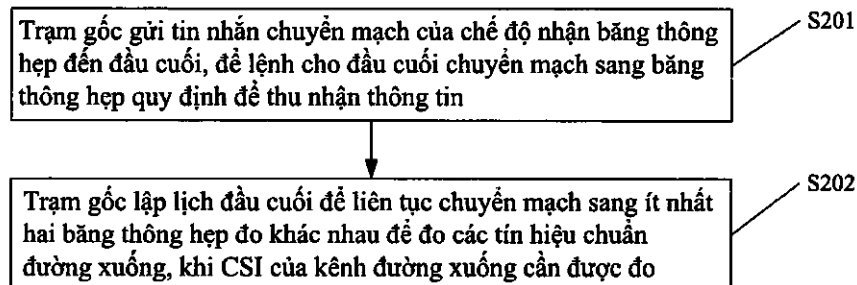 Trạm gốc gửi tin nhắn chuyển mạch của chế độ nhận băng thông
hẹp đến đầu cuối, để lệnh cho đầu cuối chuyển mạch sang băng
thông hẹp quy định để thu nhận thông tin
S201
Trạm gốc lập lịch đầu cuối để liên tục chuyển mạch sang ít nhất
hai băng thông hẹp đo khác nhau để đo các tín hiệu chuẩn
đường xuống, khi CSI của kênh đường xuống cần được đo
S202